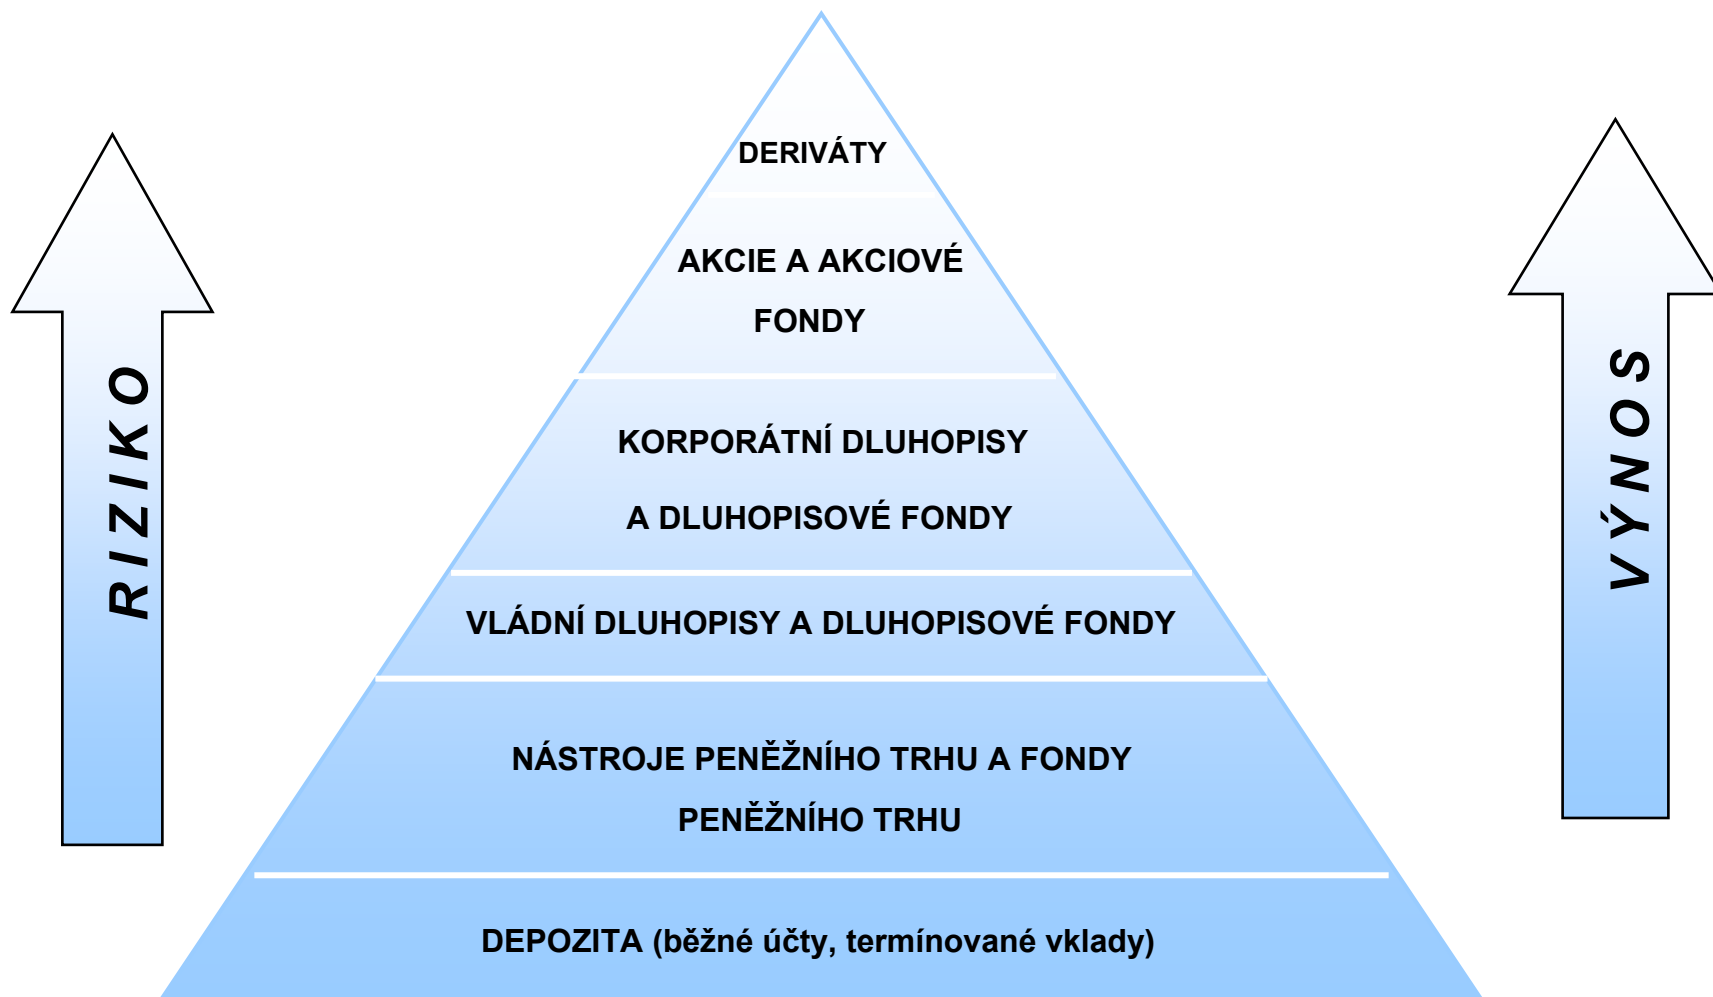 DERIVÁTY
AKCIE A AKCIOVÉ
FONDY
KORPORÁTNÍ DLUHOPISY
A DLUHOPISOVÉ FONDY
VLÁDNÍ DLUHOPISY A DLUHOPISOVÉ FONDY
NÁSTROJE PENĚŽNÍHO TRHU A FONDY
PENĚŽNÍHO TRHU
DEPOZITA (běžné účty, termínované vklady)
RIZIKO
VÝNOS